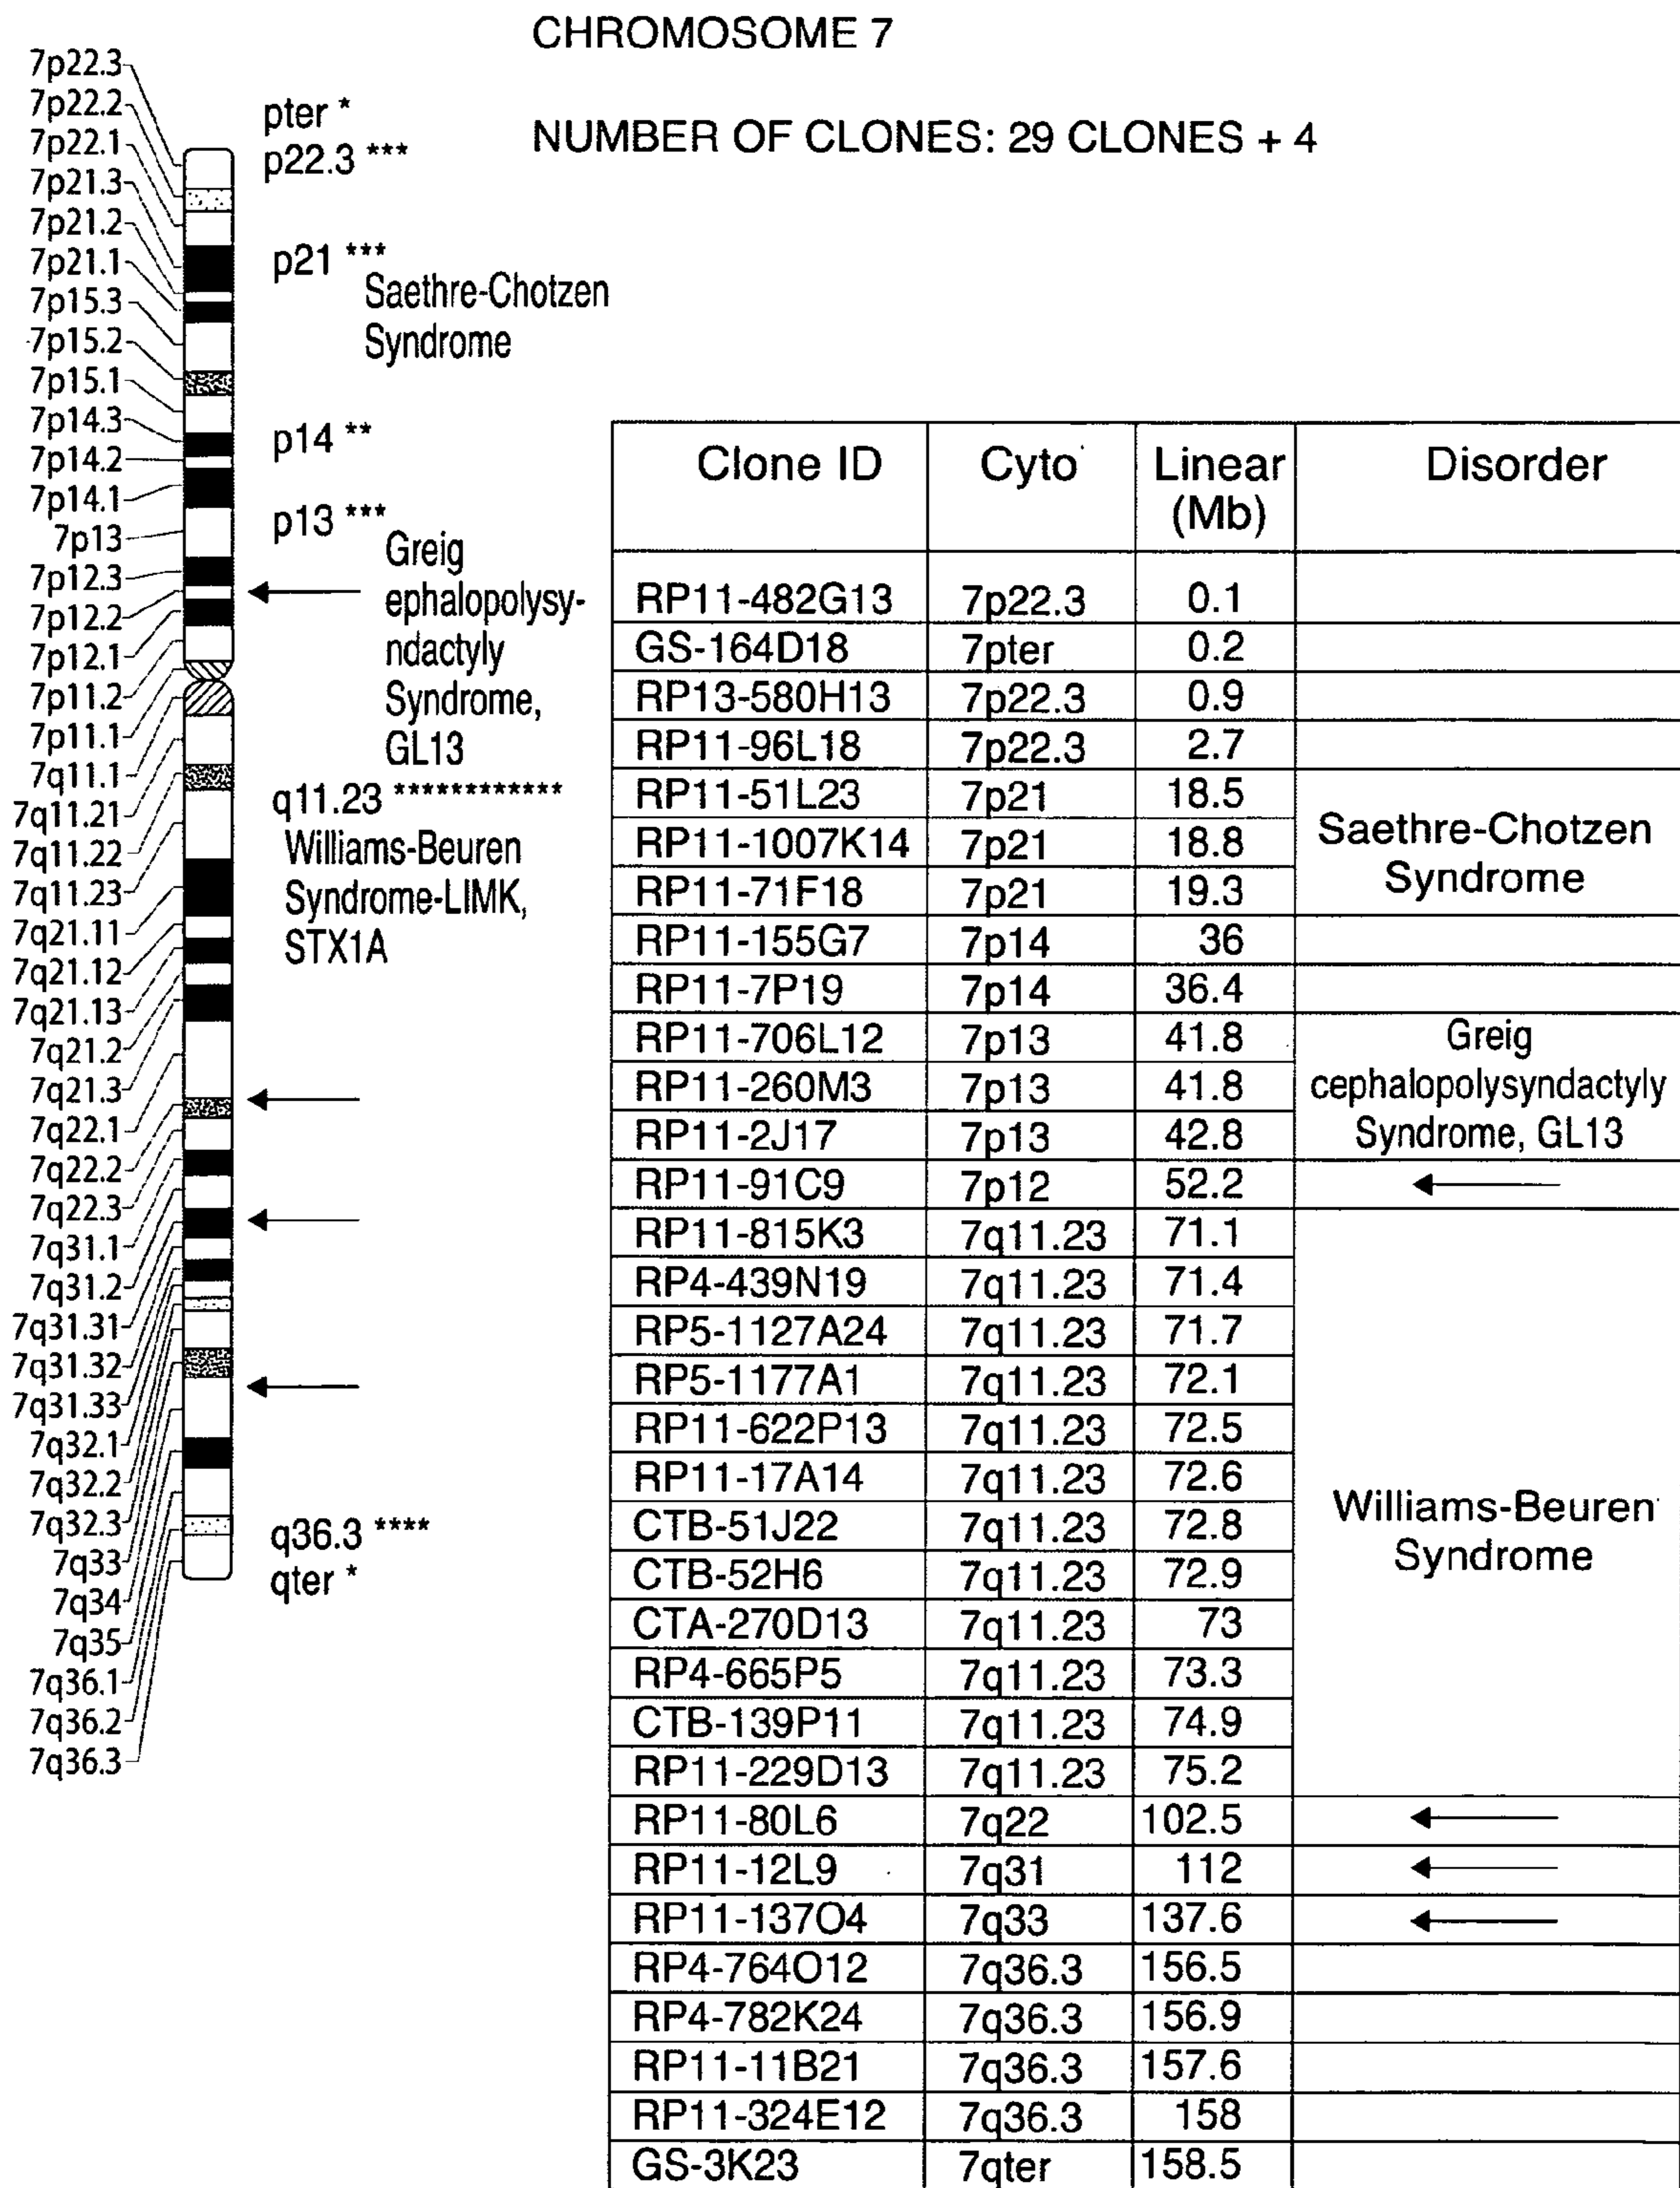 CHROMOSOME 7
NUMBER OF CLONES: 29 CLONES + 4
7p22.3
7p22.2
7p22.1
7p21.3
7p21.2
7p21.1
7p15.3
7p15.2
7p15.1
7p14.3
7p14.2
7p14.1
7p13
7p12.3
7p12.2
7p12.1
7p11.2
7p11.1
7q11.1
7q11.21
7q11.22
7q11.23
7q21.11
7q21.12
7q21.13
7q21.2
7q21.3
7q22.1
7q22.2
7q22.3
7q31.1
7q31.2
7q31.31
7q31.32
7q31.33
7q32.1
7q32.2
7q32.3
7q33
7q34
7q35
7q36.1
7q36.2
7q36.3
pter *
p22.3 ***
p21 ***
Saethre-Chotzen
Syndrome
p14 **
p13 ***
Greig
ephalopolysy-
ndactyly
Syndrome,
GL13
q11.23 ************
Williams-Beuren
Syndrome-LIMK,
STX1A
q36.3 ****
qter *
Clone ID Cyto Linear Disorder
(Mb)
RP11-482G13 7p22.3 0.1
GS-164D18 7pter 0.2
RP13-580H13 7p22.3 0.9
RP11-96L18 7p22.3 2.7
RP11-51L23 7p21 18.5
RP11-1007K14 7p21 18.8
RP11-71F18 7p21 19.3
Saethre-Chotzen
Syndrome
RP11-155G7 7p14 36
RP11-7P19 7p14 36.4
RP11-706L12 7p13 41.8 Greig
RP11-260M3 7p13 41.8 cephalopolysyndactyly
RP11-2J17 7p13 42.8 Syndrome, GL13
RP11-91C9 7p12 52.2
RP11-815K3 7q11.23 71.1
RP4-439N19 7q11.23 71.4
RP5-1127A24 7q11.23 71.7
RP5-1177A1 7q11.23 72.1
RP11-622P13 7q11.23 72.5
RP11-17A14 7q11.23 72.6
CTB-51J22 7q11.23 72.8
CTB-52H6 7q11.23 72.9
CTA-270D13 7q11.23 73
RP4-665P5 7q11.23 73.3
CTB-139P11 7q11.23 74.9
RP11-229D13 7q11.23 75.2
Williams-Beuren
Syndrome
RP11-80L6 7q22 102.5
RP11-12L9 7q31 112
RP11-137O4 7q33 137.6
RP4-764O12 7q36.3 156.5
RP4-782K24 7q36.3 156.9
RP11-11B21 7q36.3 157.6
RP11-324E12 7q36.3 158
GS-3K23 7qter 158.5